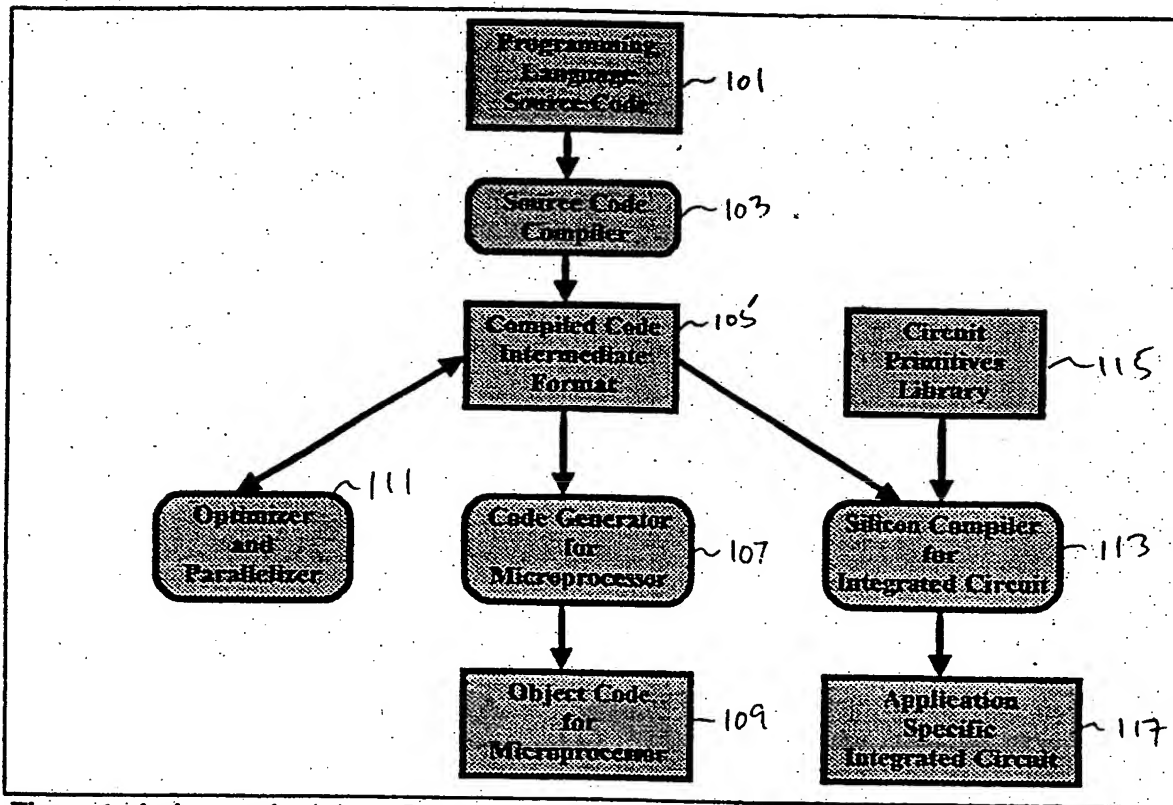 Programming
Language
Source Code
101
Source Code
Compiler
103
Compiled Code
Intermediate
Format
105
Circuit
Primitives
Library
115
Optimizer
and
Parallelizer
111
Code Generator
for
Microprocessor
107
Silicon Compiler
for
Integrated Circuit
113
Object Code
for
Microprocessor
109
Application
Specific
Integrated Circuit
117